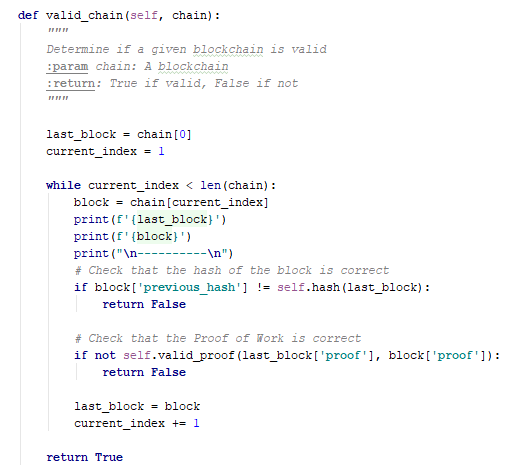 def valid_chain(self, chain):
    """
    Determine if a given blockchain is valid
    :param chain: A blockchain
    :return: True if valid, False if not
    """

    last_block = chain[0]
    current_index = 1

    while current_index < len(chain):
        block = chain[current_index]
        print(f'{last_block}')
        print(f'{block}')
        print("\n----------\n")
        # Check that the hash of the block is correct
        if block['previous_hash'] != self.hash(last_block):
            return False

        # Check that the Proof of Work is correct
        if not self.valid_proof(last_block['proof'], block['proof']):
            return False

        last_block = block
        current_index += 1

    return True